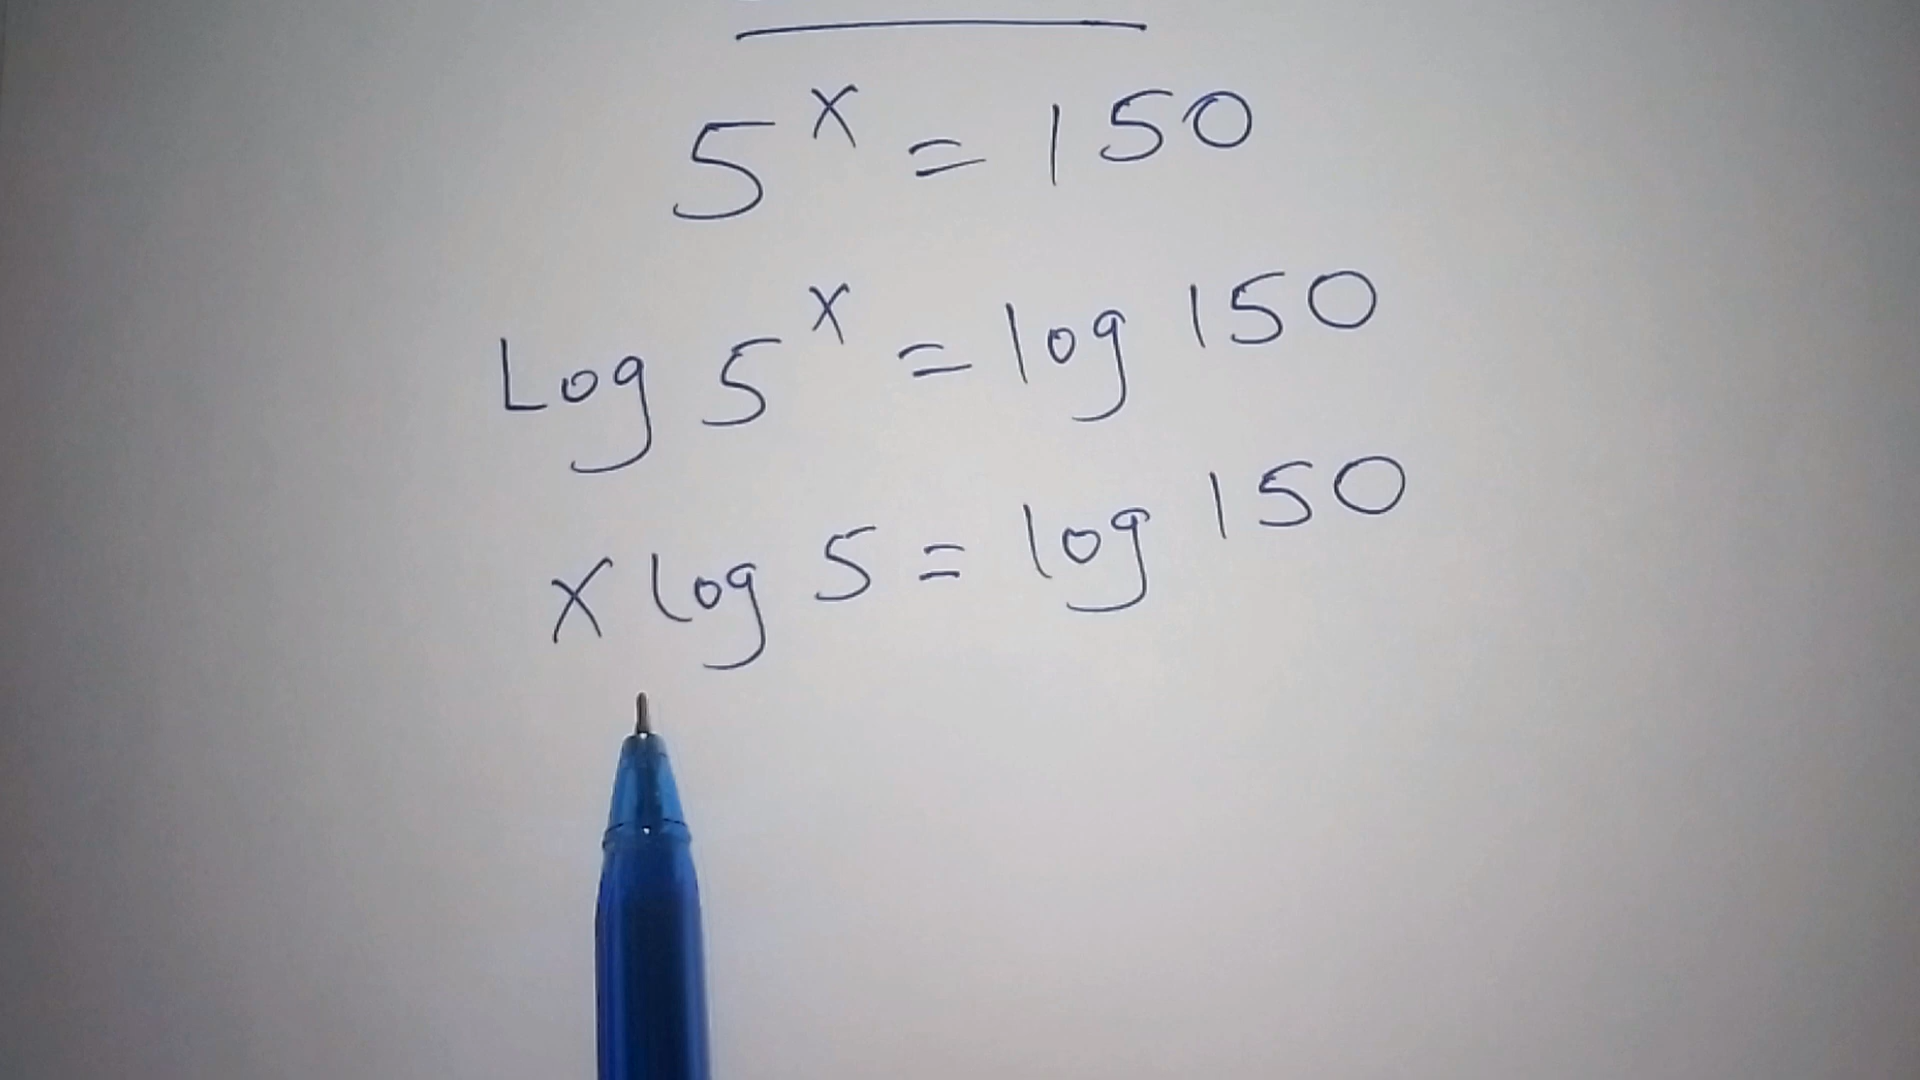 5^x = 150
Log 5^x = log 150
x log 5 = log 150